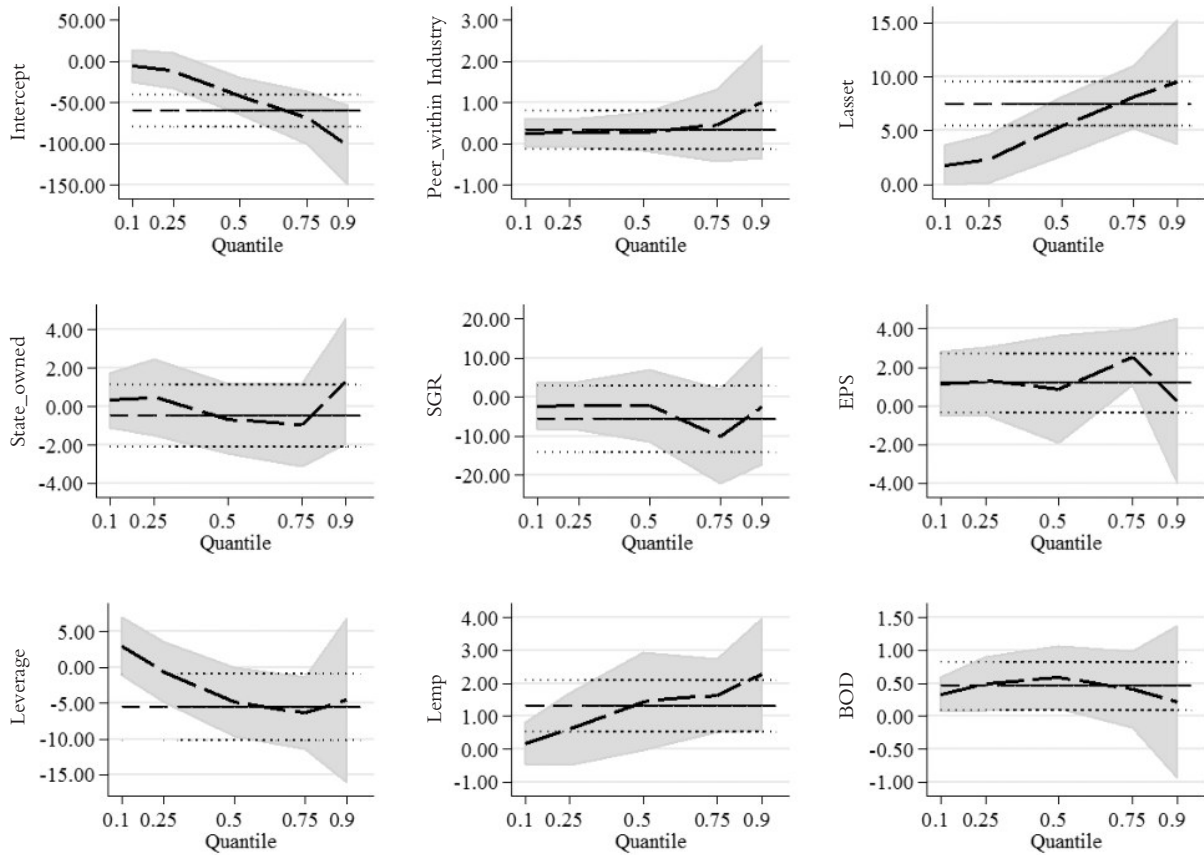 Intercept
50.00
0.00
-50.00
-100.00
-150.00
0.1 0.25 0.5 0.75 0.9
Quantile
Peer_within Industry
3.00
2.00
1.00
0.00
-1.00
0.1 0.25 0.5 0.75 0.9
Quantile
Lasset
15.00
10.00
5.00
0.00
0.1 0.25 0.5 0.75 0.9
Quantile
State_owned
4.00
2.00
0.00
-2.00
-4.00
0.1 0.25 0.5 0.75 0.9
Quantile
SGR
20.00
10.00
0.00
-10.00
-20.00
0.1 0.25 0.5 0.75 0.9
Quantile
EPS
4.00
2.00
0.00
-2.00
-4.00
0.1 0.25 0.5 0.75 0.9
Quantile
Leverage
5.00
0.00
-5.00
-10.00
-15.00
0.1 0.25 0.5 0.75 0.9
Quantile
Lemp
4.00
3.00
2.00
1.00
0.00
-1.00
0.1 0.25 0.5 0.75 0.9
Quantile
BOD
1.50
1.00
0.50
0.00
-0.50
-1.00
0.1 0.25 0.5 0.75 0.9
Quantile